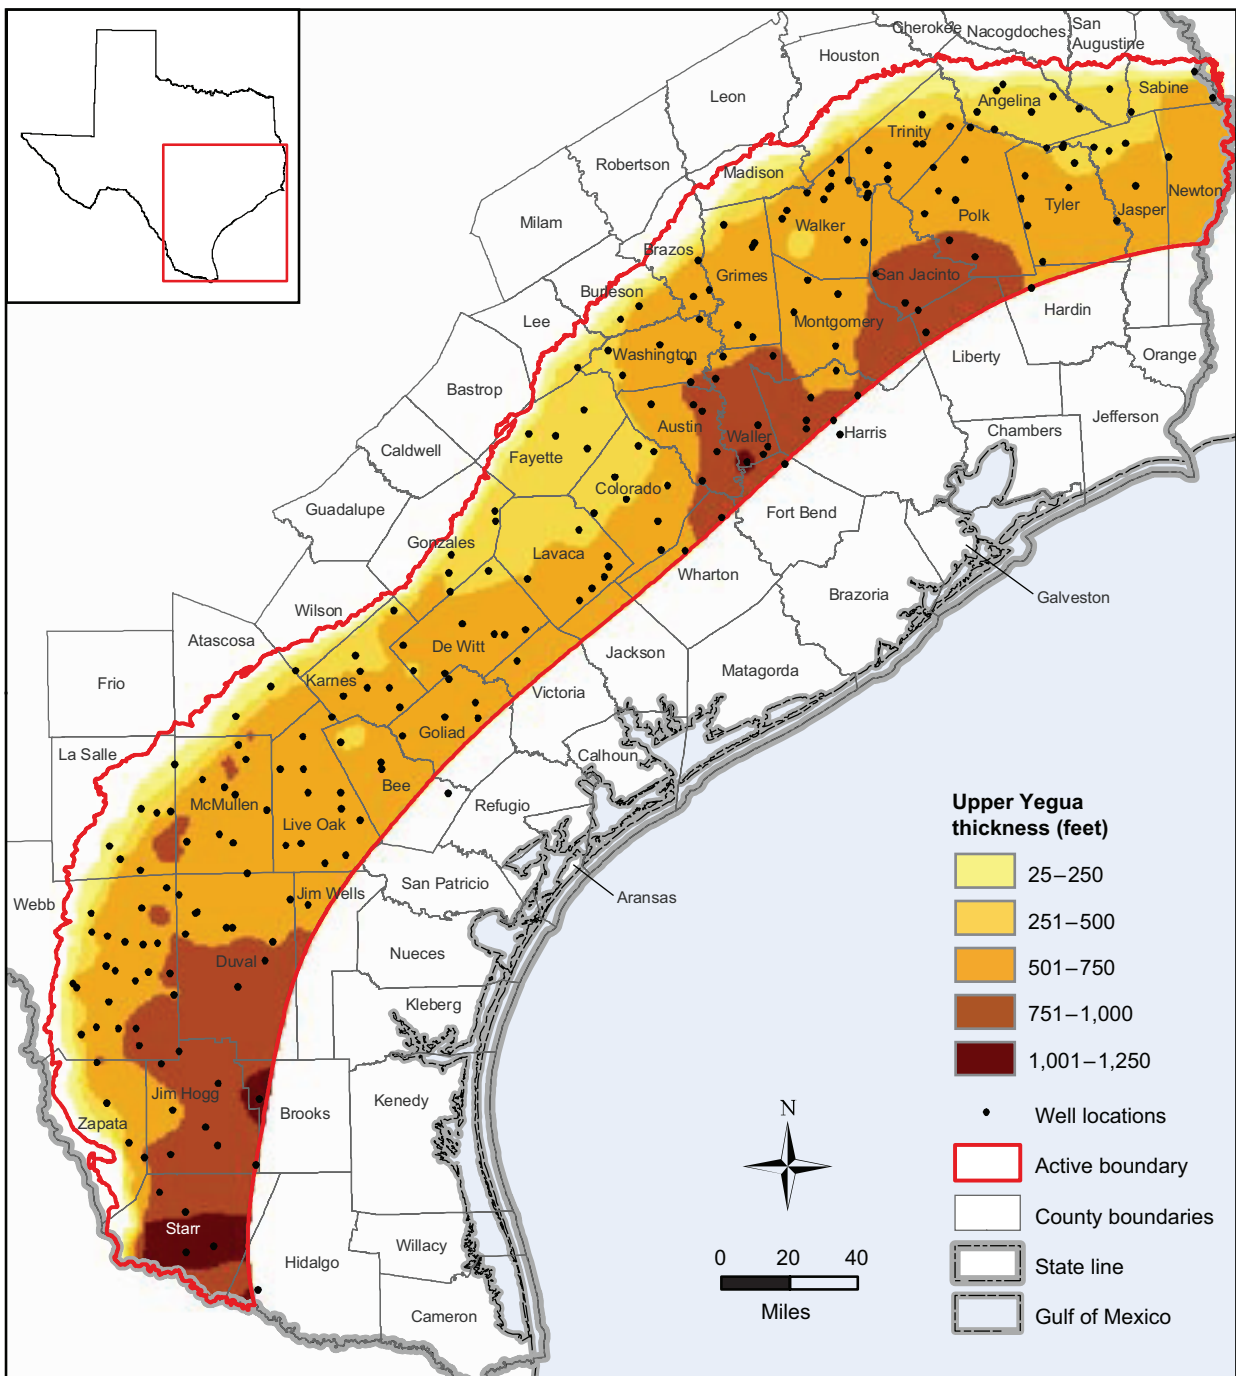 Cherokee
Nacogdoches
San
Augustine
Houston
Sabine
Leon
Angelina
Trinity
Robertson
Madison
Newton
Milam
Walker
Polk
Tyler
Jasper
Brazos
Grimes
San Jacinto
Burleson
Hardin
Lee
Montgomery
Washington
Liberty
Orange
Bastrop
Austin
Waller
Harris
Chambers
Jefferson
Caldwell
Fayette
Colorado
Guadalupe
Fort Bend
Gonzales
Lavaca
Wharton
Brazoria
Galveston
Wilson
Atascosa
De Witt
Jackson
Matagorda
Frio
Karnes
Victoria
Goliad
La Salle
Calhoun
Bee
McMullen
Refugio
Live Oak
San Patricio
Jim Wells
Aransas
Webb
Duval
Nueces
Kleberg
Jim Hogg
Brooks
Kenedy
Zapata
Starr
Hidalgo
Willacy
Cameron
Upper Yegua
thickness (feet)
25–250
251–500
501–750
751–1,000
1,001–1,250
Well locations
Active boundary
County boundaries
State line
Gulf of Mexico
N
0 20 40
Miles